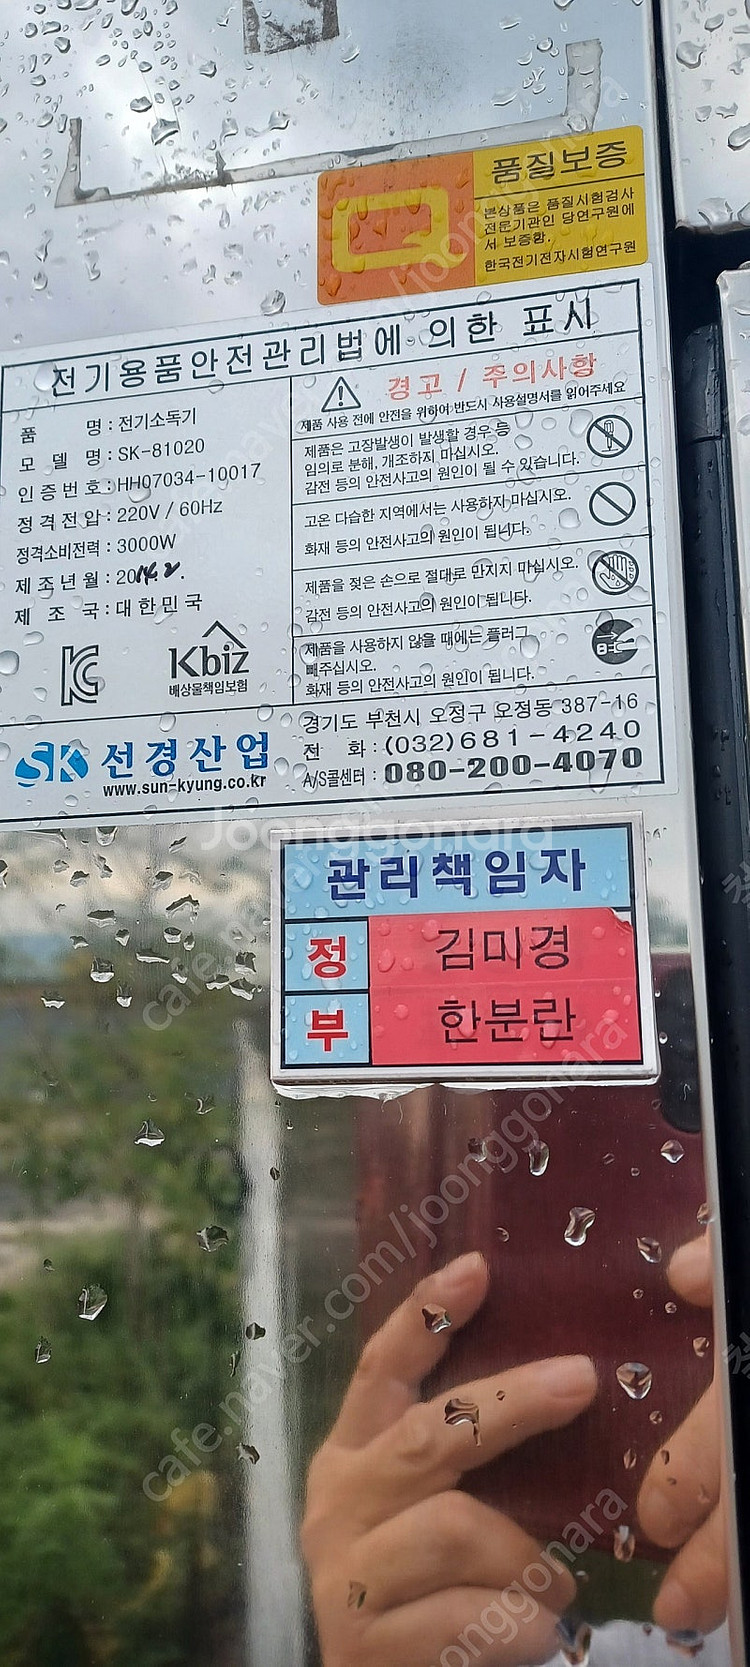 품질보증
본상품은 품질시험검사
전문기관인 당연구원에
서 보증함.
한국전기전자시험연구원
전기용품안전관리법에 의한 표시
품 명 : 전기소독기
모 델 명 : SK-81020
인증번호 : HH07034-10017
정격전압 : 220V / 60Hz
정격소비전력 : 3000W
제조년월 : 2014.2.
제 조 국 : 대한민국
Kbiz
배상물책임보험
경고 / 주의사항
제품 사용 전에 안전을 위하여 반드시 사용설명서를 읽어주세요
제품은 고장발생이 발생할 경우 등
임의로 분해, 개조하지 마십시오.
감전 등의 안전사고의 원인이 될 수 있습니다.
고온 다습한 지역에서는 사용하지 마십시오.
화재 등의 안전사고의 원인이 됩니다.
제품을 젖은 손으로 절대로 만지지 마십시오.
감전 등의 안전사고의 원인이 됩니다.
제품을 사용하지 않을 때에는 플러그
빼주십시오.
화재 등의 안전사고의 원인이 됩니다.
SK 선경산업
www.sun-kyung.co.kr
경기도 부천시 오정구 오정동 387-16
전 화 : (032)681-4240
A/S콜센터 : 080-200-4070
Joonggonara
관리책임자
정 김미경
부 한분란
cafe.naver.com/joonggonara